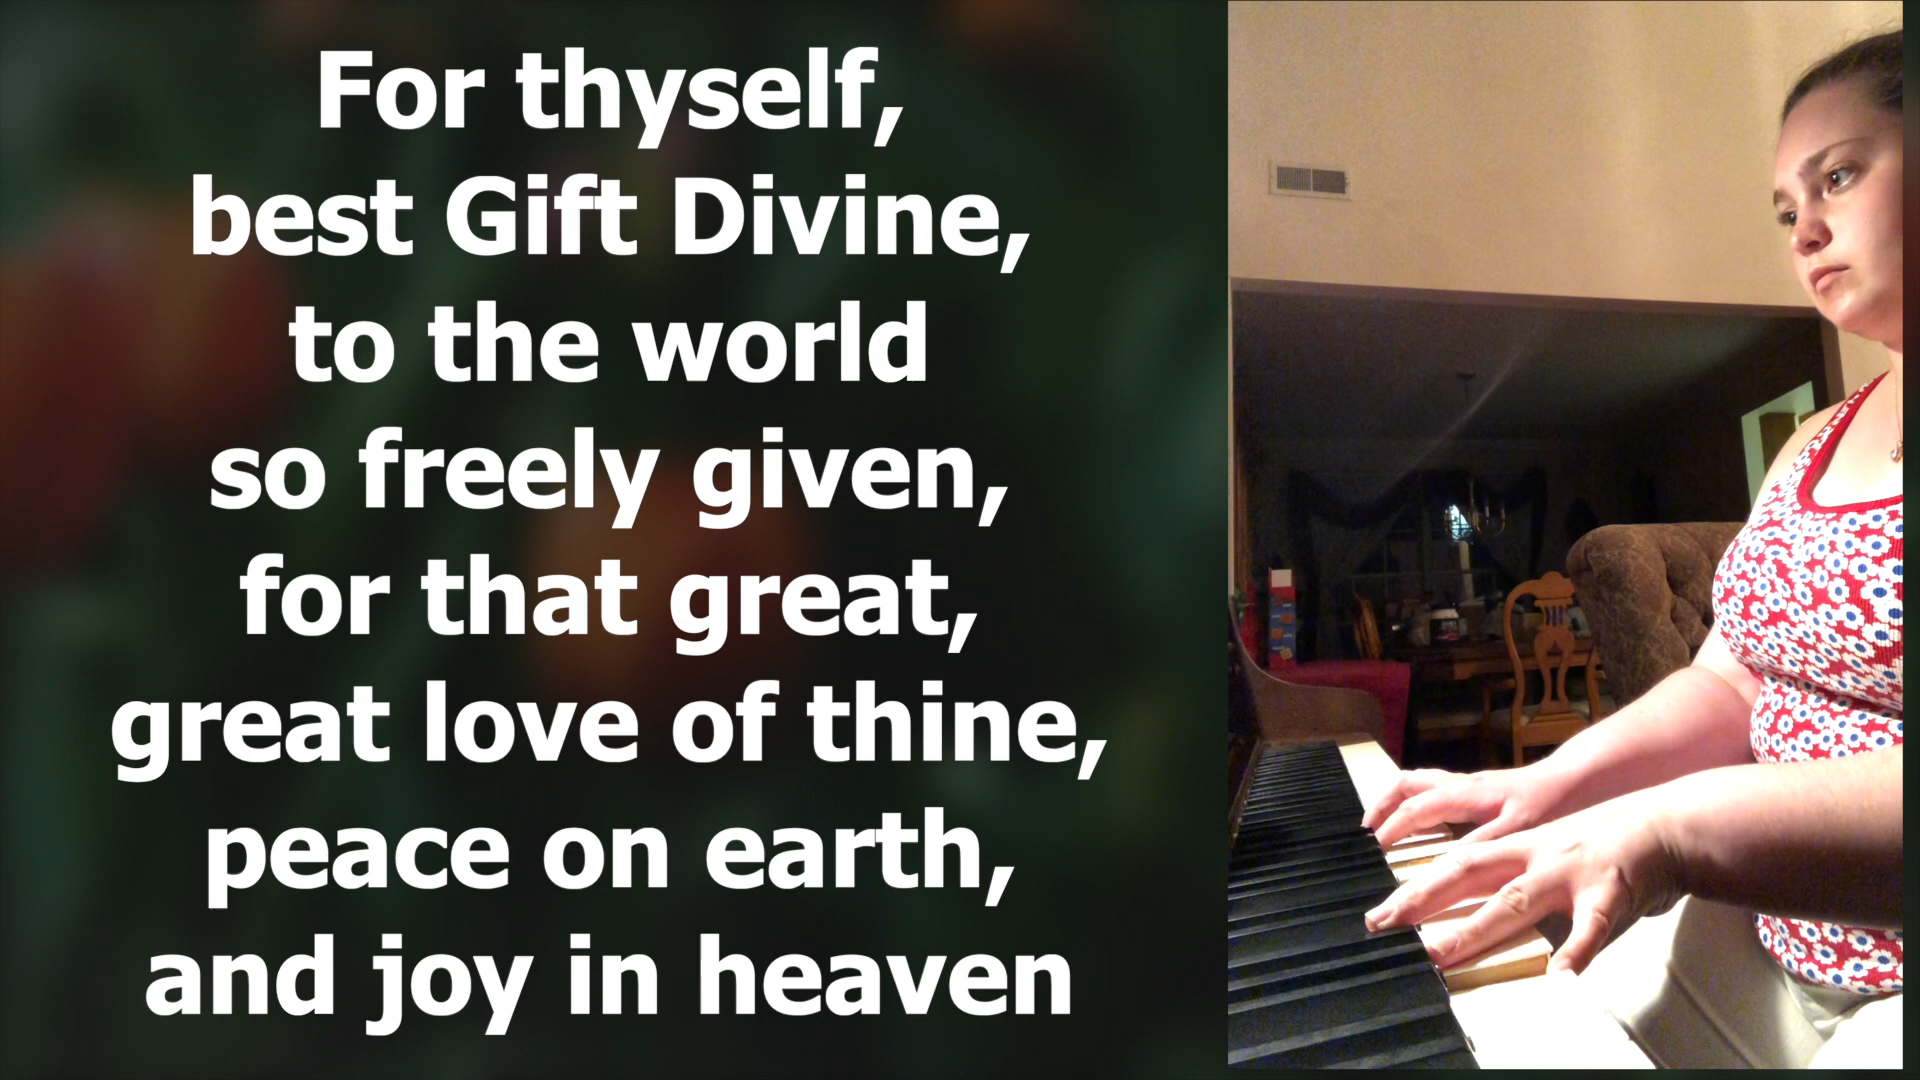 For thyself,
best Gift Divine,
to the world
so freely given,
for that great,
great love of thine,
peace on earth,
and joy in heaven